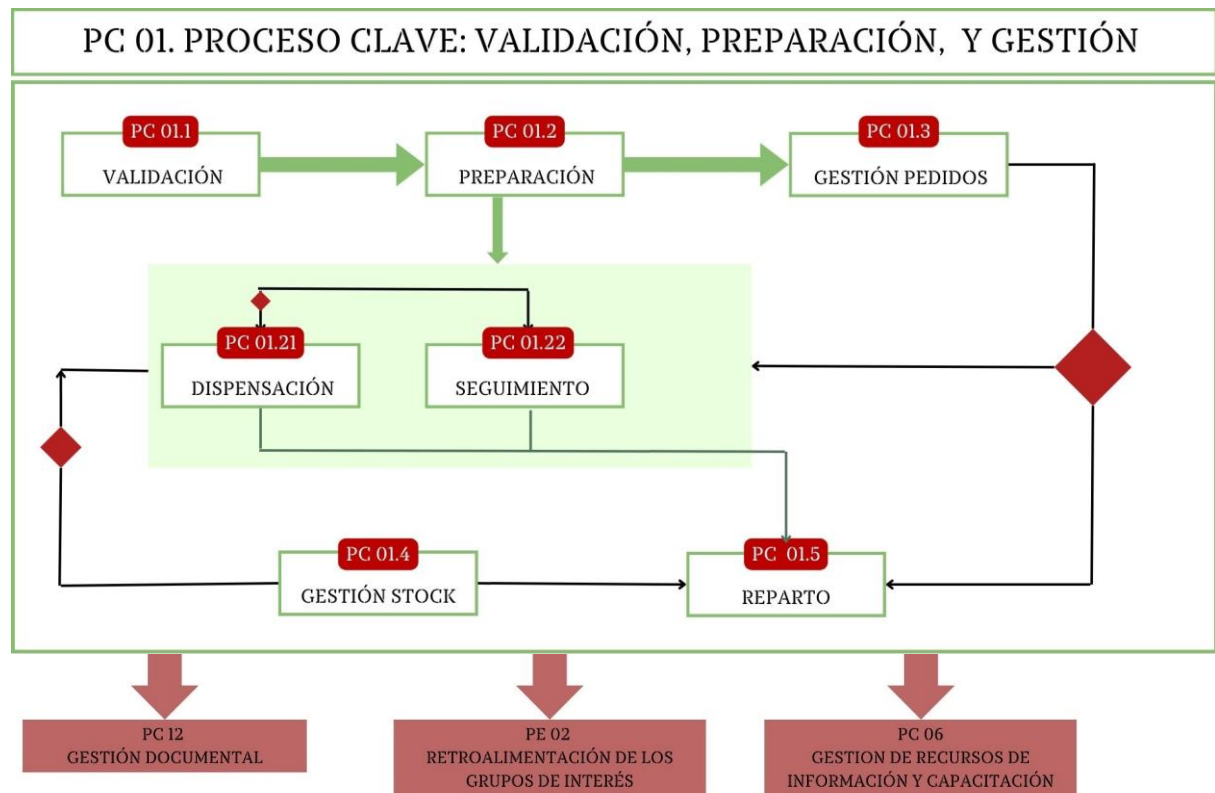 PC 01. PROCESO CLAVE: VALIDACIÓN, PREPARACIÓN, Y GESTIÓN
PC 01.1
VALIDACIÓN
PC 01.2
PREPARACIÓN
PC 01.3
GESTIÓN PEDIDOS
PC 01.21
DISPENSACIÓN
PC 01.22
SEGUIMIENTO
PC 01.4
GESTIÓN STOCK
PC 01.5
REPARTO
PC 12
GESTIÓN DOCUMENTAL
PE 02
RETROALIMENTACIÓN DE LOS
GRUPOS DE INTERÉS
PC 06
GESTION DE RECURSOS DE
INFORMACIÓN Y CAPACITACIÓN